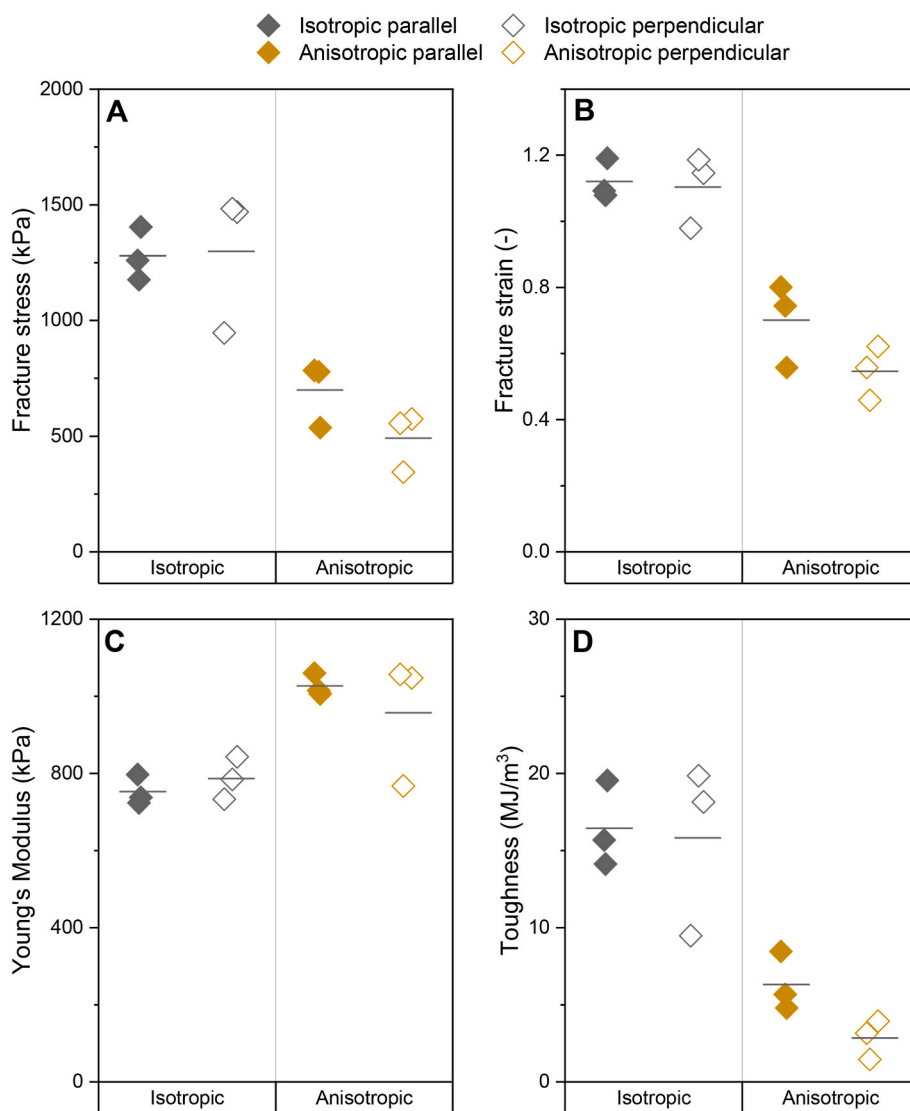 Isotropic parallel
Isotropic perpendicular
Anisotropic parallel
Anisotropic perpendicular
A
Fracture stress (kPa)
2000
1500
1000
500
0
Isotropic
Anisotropic
B
Fracture strain (-)
1.2
0.8
0.4
0.0
Isotropic
Anisotropic
C
Young's Modulus (kPa)
1200
800
400
0
Isotropic
Anisotropic
D
Toughness (MJ/m³)
30
20
10
0
Isotropic
Anisotropic